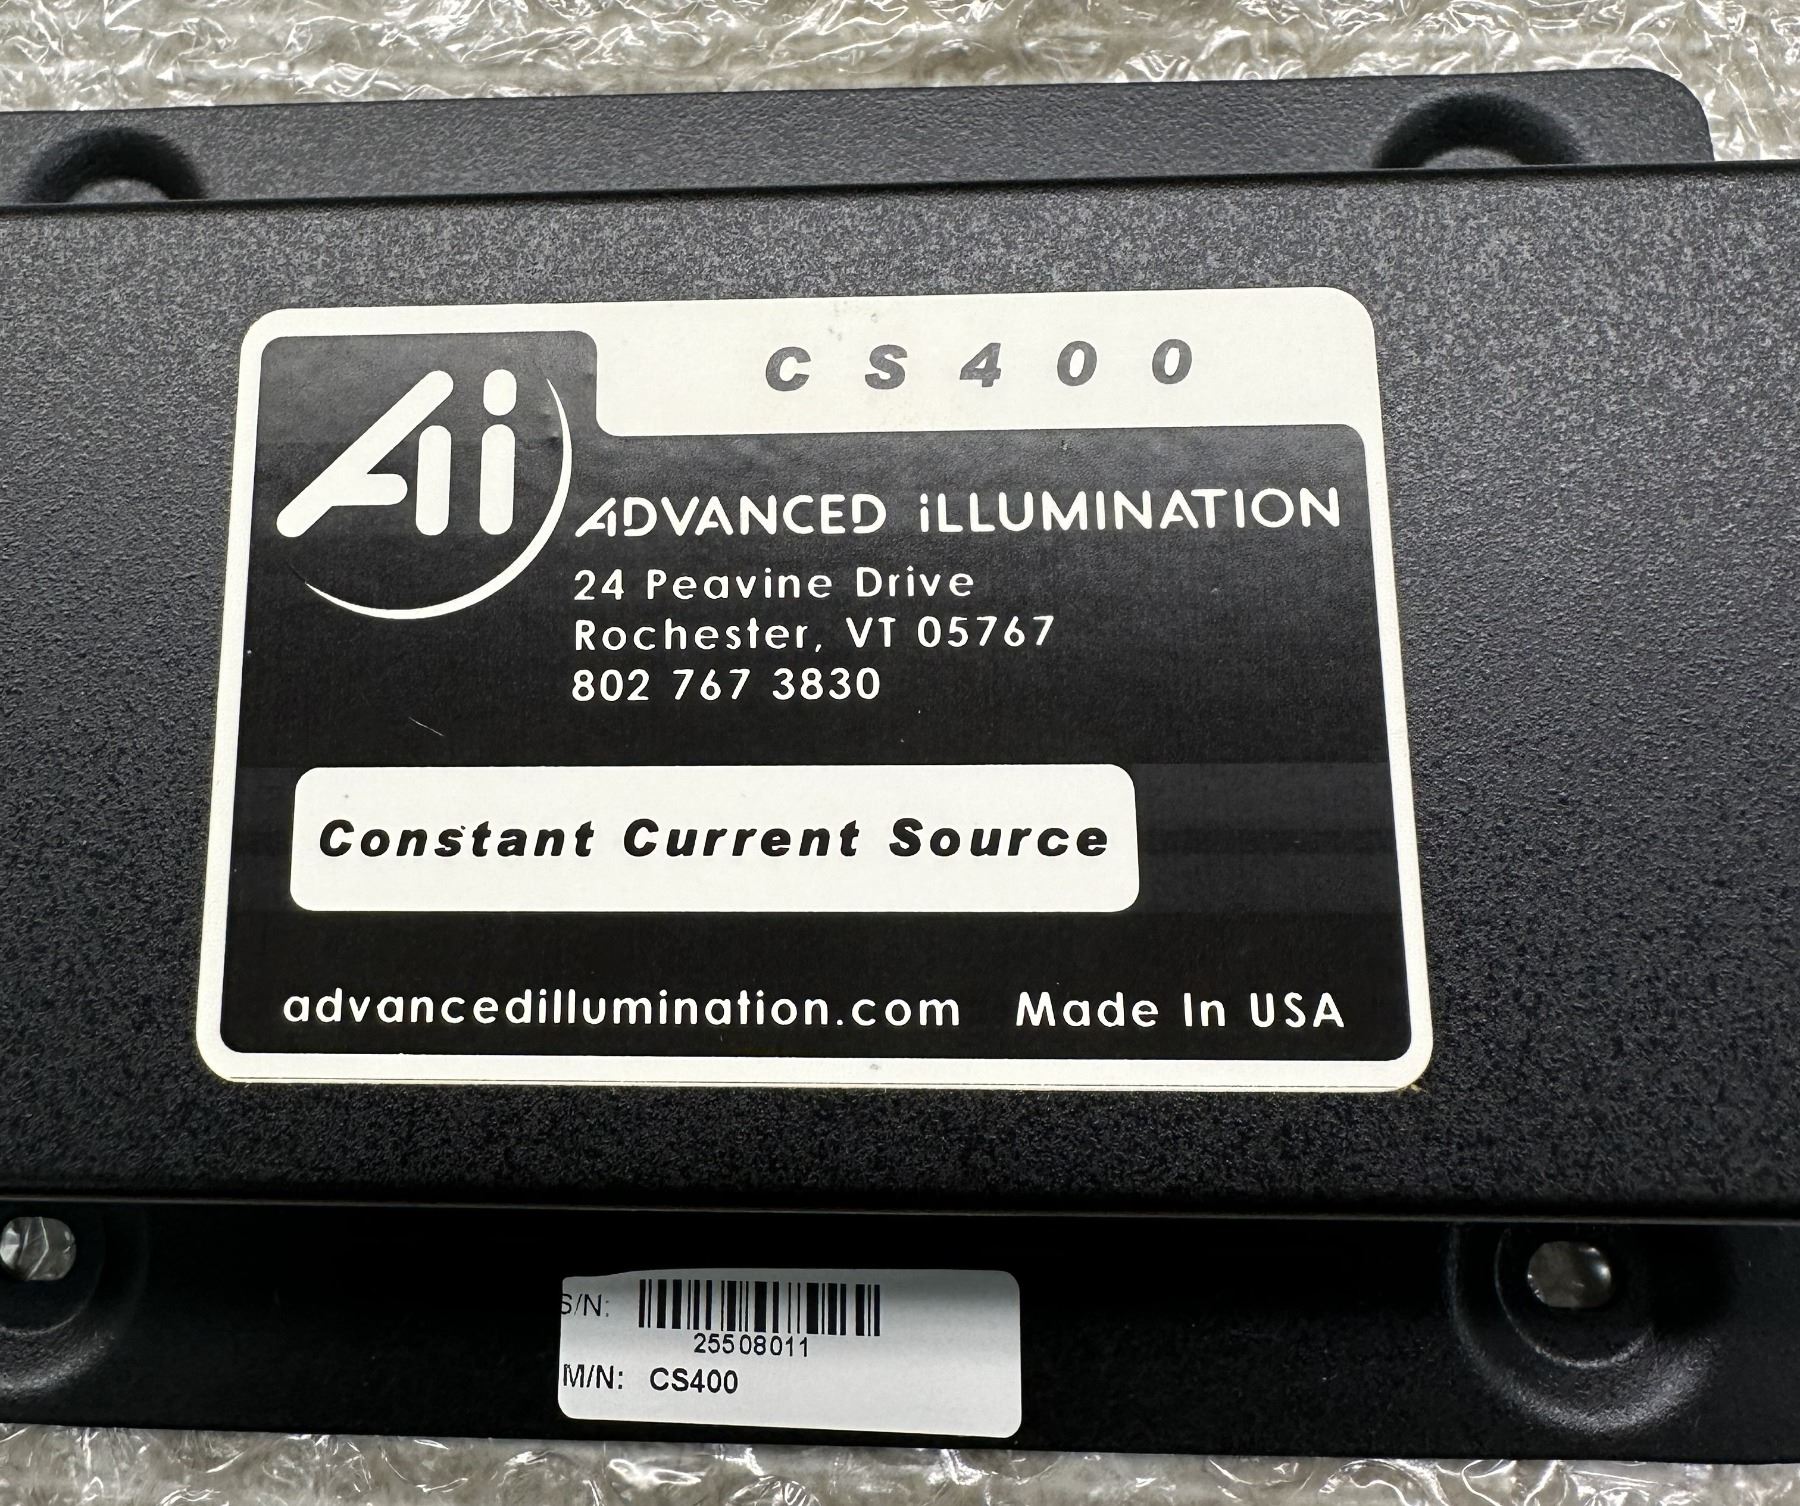 CS400
Ai
ADVANCED iLLUMINATION
24 Peavine Drive
Rochester, VT 05767
802 767 3830
Constant Current Source
advancedillumination.com Made In USA
S/N:
25508011
M/N: CS400